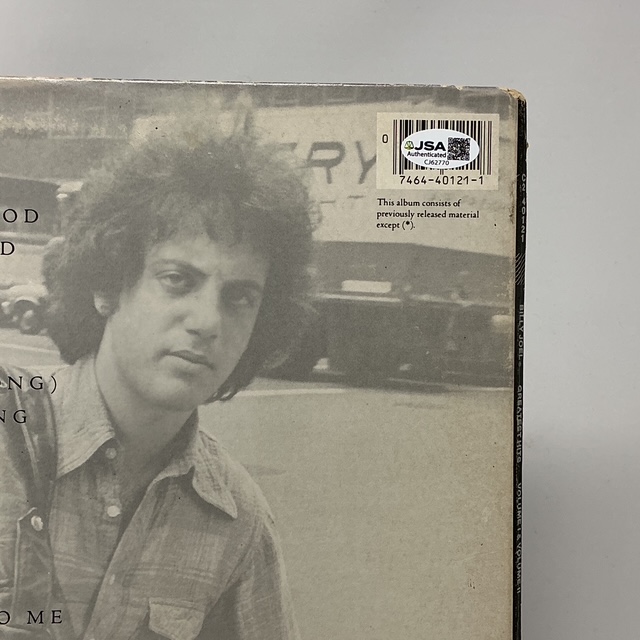 0
JSA
Authenticated
CJ62770
7464-40121-1
This album consists of
previously released material
except (*).
RY
OD
D
NG)
NG
O ME
BILLY JOEL GREATEST HITS VOLUME I & VOLUME II